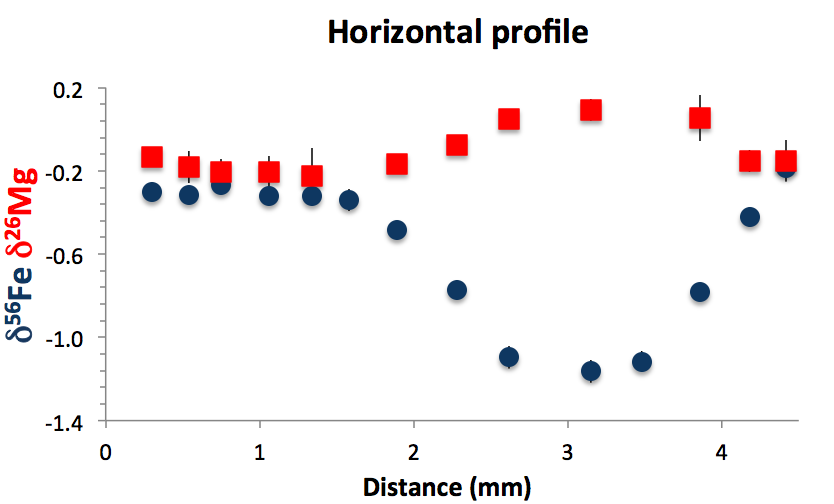 Horizontal profile
δ⁵⁶Fe δ²⁶Mg
0.2
-0.2
-0.6
-1.0
-1.4
0 1 2 3 4
Distance (mm)